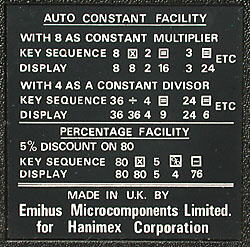 AUTO CONSTANT FACILITY
WITH 8 AS CONSTANT MULTIPLIER
KEY SEQUENCE 8 × 2 = 3 = ETC
DISPLAY 8 8 2 16 3 24
WITH 4 AS A CONSTANT DIVISOR
KEY SEQUENCE 36 ÷ 4 = 24 = ETC
DISPLAY 36 36 4 9 24 6
PERCENTAGE FACILITY
5% DISCOUNT ON 80
KEY SEQUENCE 80 × 5 % −
DISPLAY 80 80 5 4 76
MADE IN U.K. BY
Emihus Microcomponents Limited.
for Hanimex Corporation